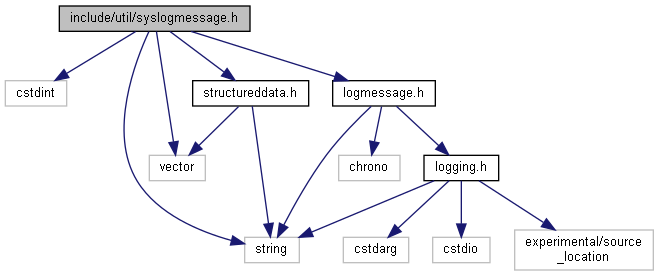 include/util/syslogmessage.h
cstdint
structureddata.h
logmessage.h
vector
chrono
logging.h
string
cstdarg
cstdio
experimental/source
_location